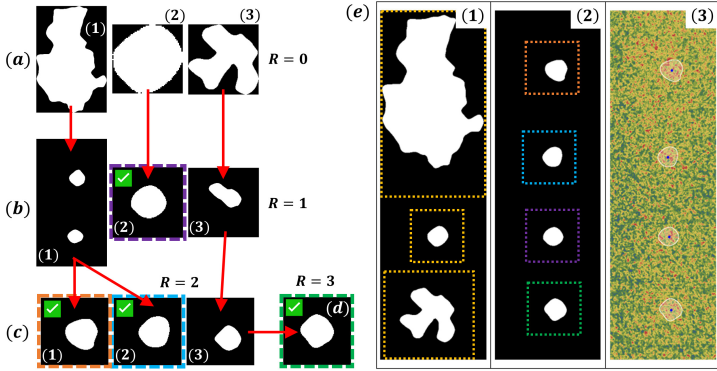 (a)
(1)
(2)
(3)
R = 0
(b)
(1)
(2)
(3)
R = 1
R = 2
R = 3
(c)
(1)
(2)
(3)
(d)
(e)
(1)
(2)
(3)